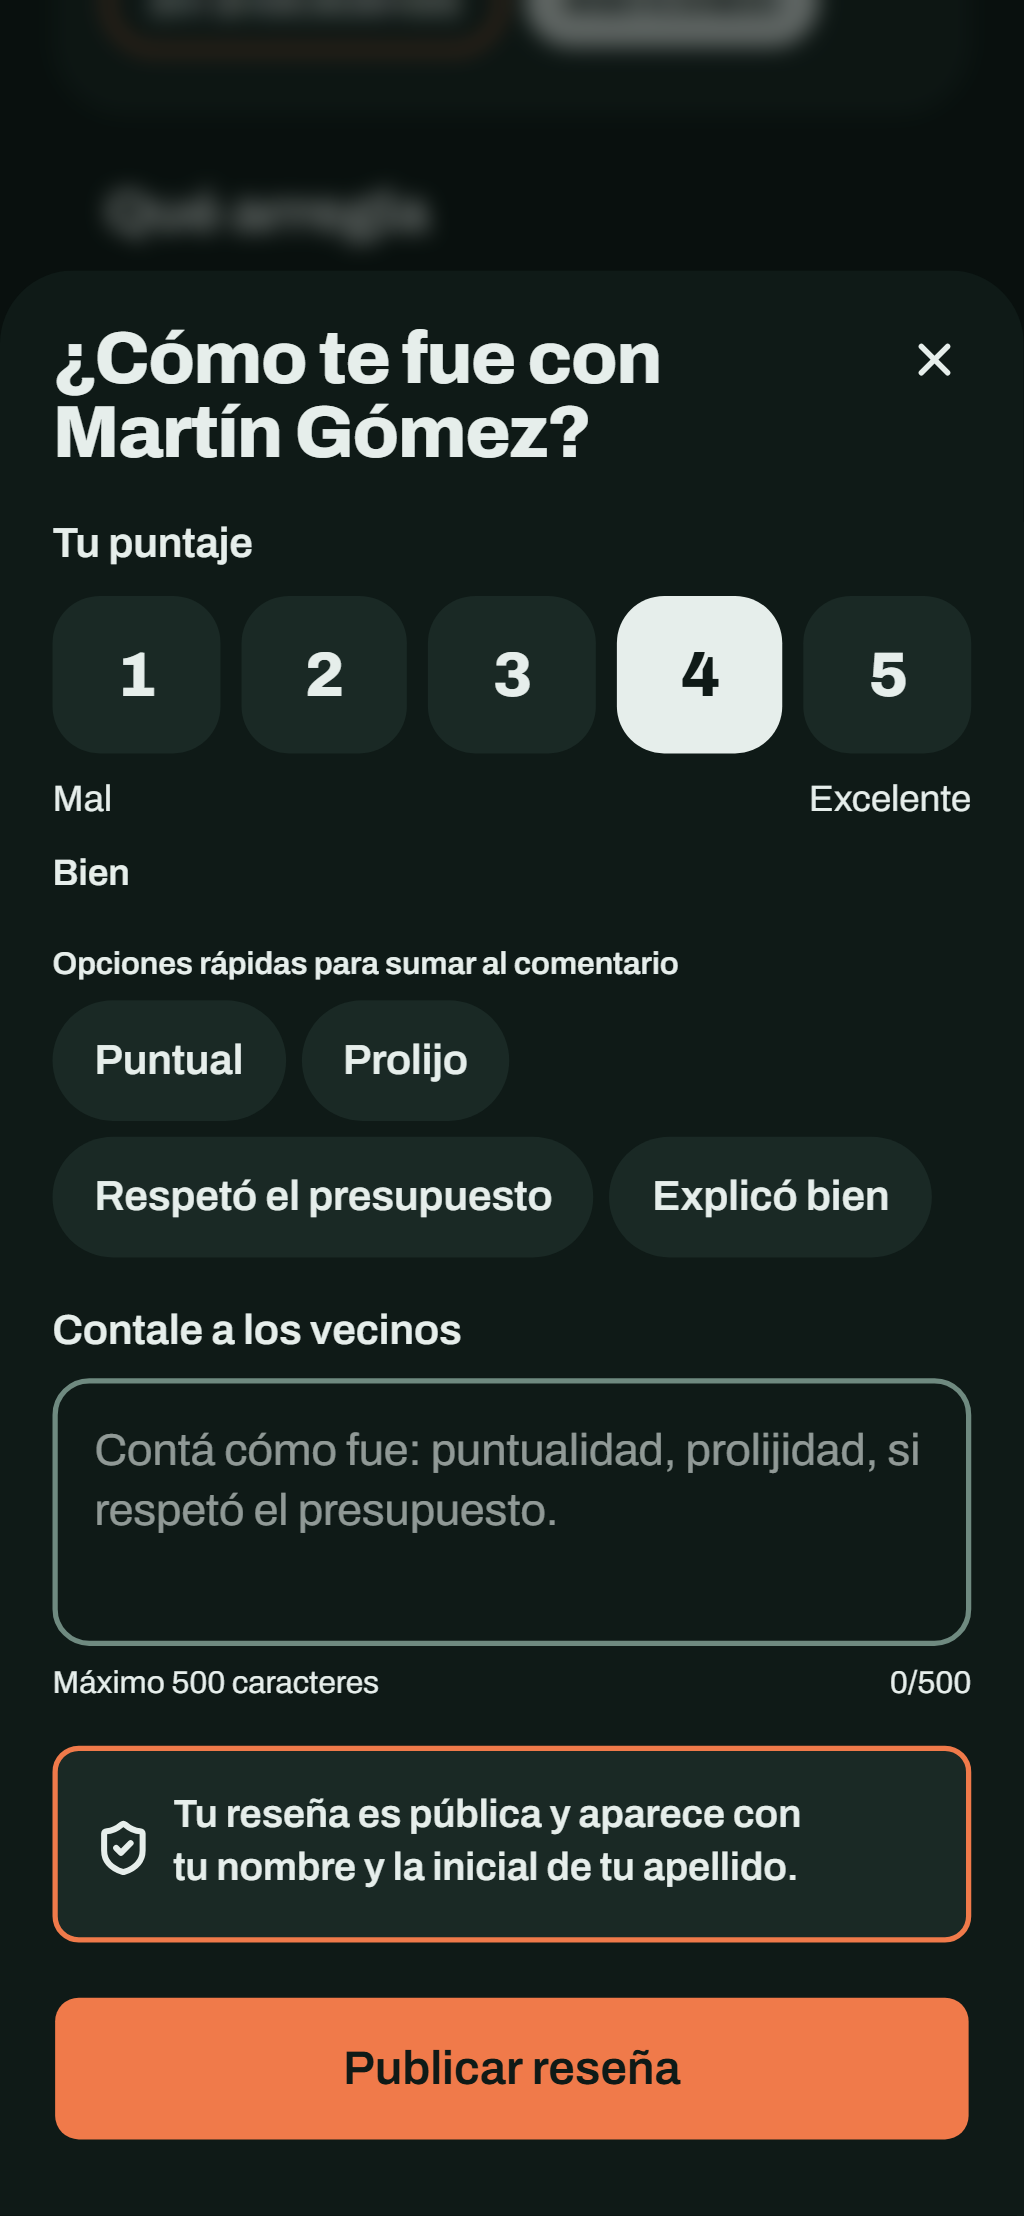 Qué arregla
¿Cómo te fue con
Martín Gómez?
Tu puntaje
1 2 3 4 5
Mal Excelente
Bien
Opciones rápidas para sumar al comentario
Puntual Prolijo
Respetó el presupuesto Explicó bien
Contale a los vecinos
Contá cómo fue: puntualidad, prolijidad, si
respetó el presupuesto.
Máximo 500 caracteres 0/500
Tu reseña es pública y aparece con
tu nombre y la inicial de tu apellido.
Publicar reseña